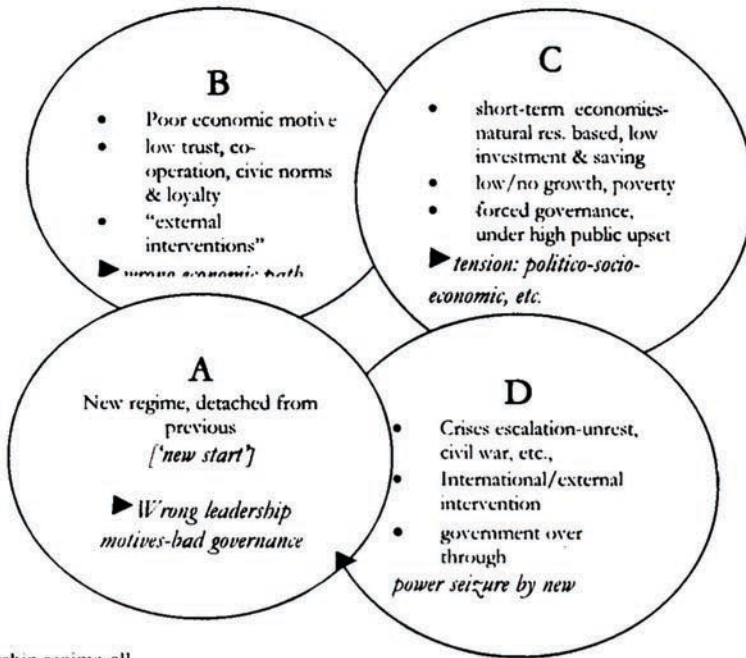 B
• Poor economic motive
• low trust, co-
operation, civic norms
& loyalty
• "external
interventions"
► wrong economic path
C
• short-term economies-
natural res. based, low
investment & saving
• low/no growth, poverty
• forced governance,
under high public upset
► tension: politico-socio-
economic, etc.
A
New regime, detached from
previous
['new start']
► Wrong leadership
motives-bad governance
D
• Crises escalation-unrest,
civil war, etc.,
• International/external
intervention
• government over
through
► power seizure by new